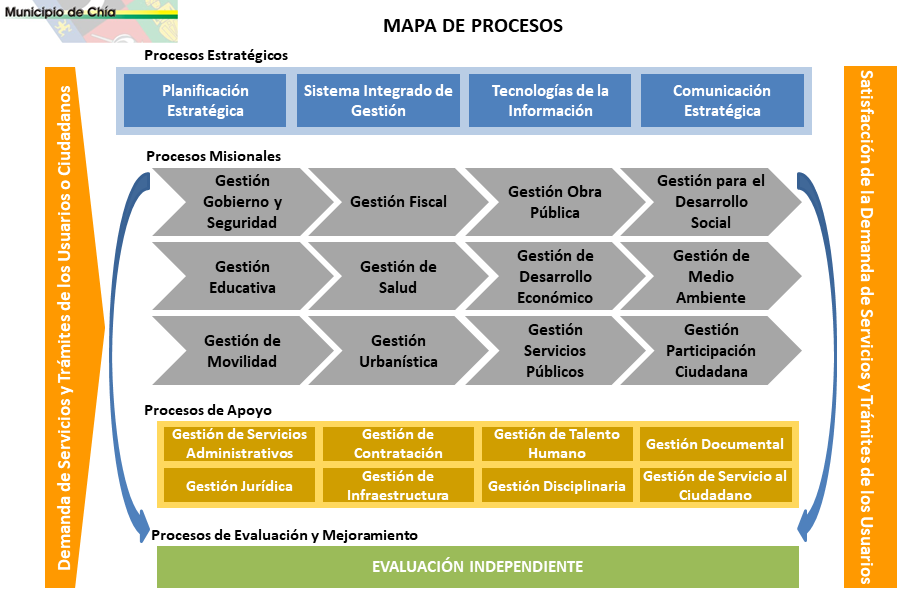 Municipio de Chía
MAPA DE PROCESOS
Procesos Estratégicos
Planificación
Estratégica
Sistema Integrado de
Gestión
Tecnologías de la
Información
Comunicación
Estratégica
Demanda de Servicios y Trámites de los Usuarios o Ciudadanos
Procesos Misionales
Gestión
Gobierno y
Seguridad
Gestión Fiscal
Gestión Obra
Pública
Gestión para el
Desarrollo
Social
Gestión
Educativa
Gestión de
Salud
Gestión de
Desarrollo
Económico
Gestión de
Medio
Ambiente
Gestión de
Movilidad
Gestión
Urbanística
Gestión
Servicios
Públicos
Gestión
Participación
Ciudadana
Procesos de Apoyo
Gestión de Servicios
Administrativos
Gestión de
Contratación
Gestión de Talento
Humano
Gestión Documental
Gestión Jurídica
Gestión de
Infraestructura
Gestión Disciplinaria
Gestión de Servicio al
Ciudadano
Procesos de Evaluación y Mejoramiento
EVALUACIÓN INDEPENDIENTE
Satisfacción de la Demanda de Servicios y Trámites de los Usuarios